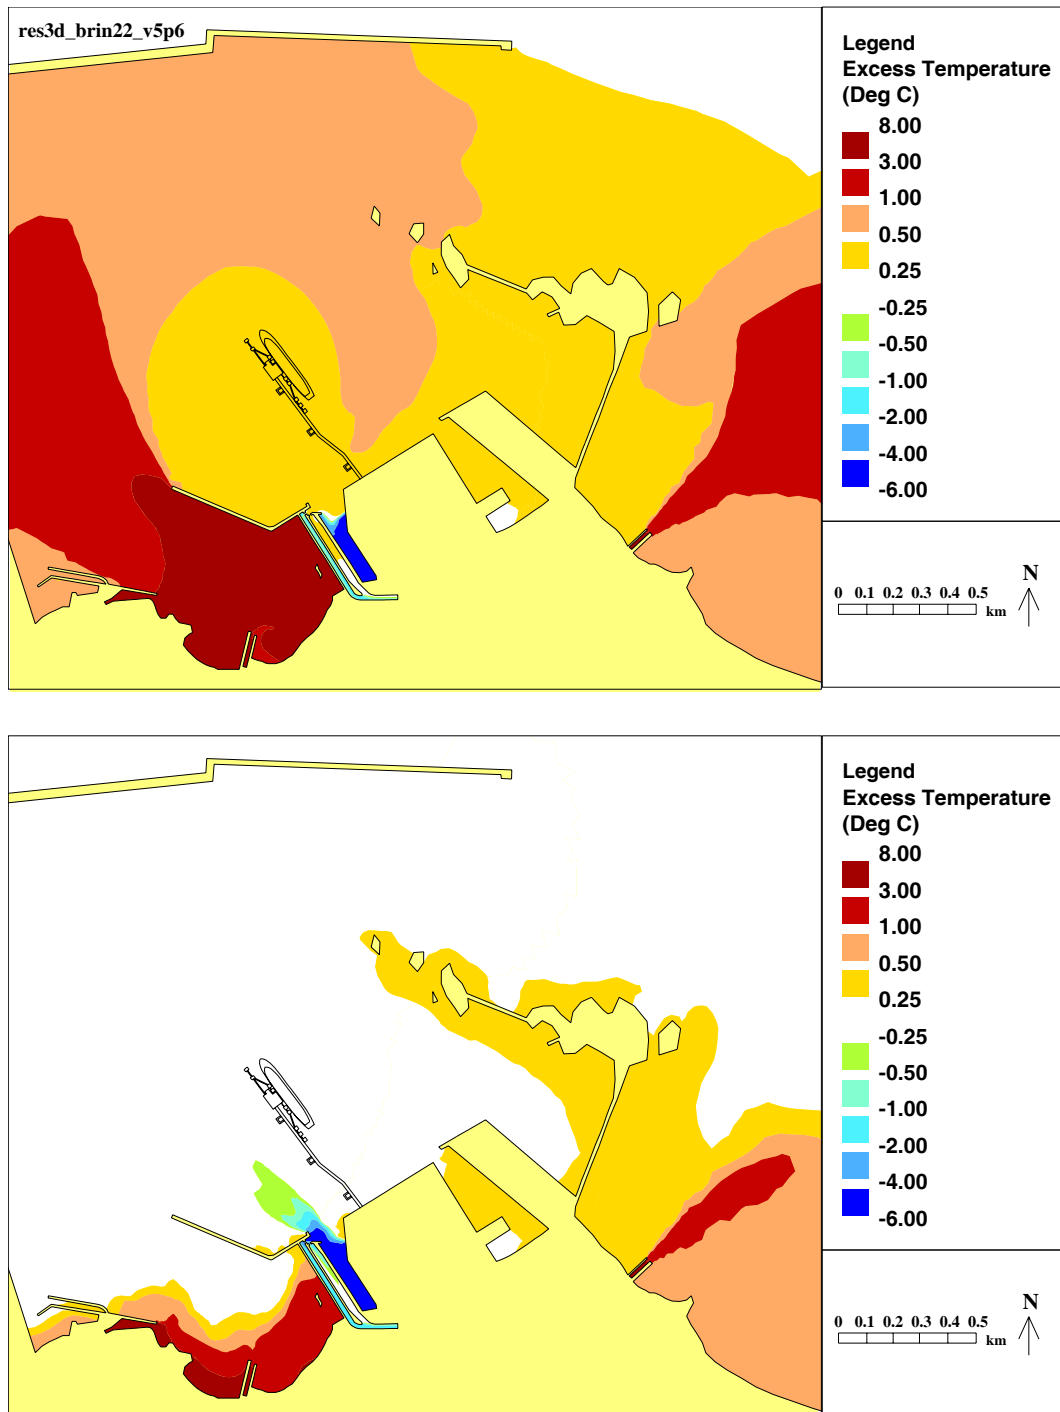 res3d_brin22_v5p6
Legend
Excess Temperature
(Deg C)
8.00
3.00
1.00
0.50
0.25
-0.25
-0.50
-1.00
-2.00
-4.00
-6.00
N
0 0.1 0.2 0.3 0.4 0.5
km
Legend
Excess Temperature
(Deg C)
8.00
3.00
1.00
0.50
0.25
-0.25
-0.50
-1.00
-2.00
-4.00
-6.00
N
0 0.1 0.2 0.3 0.4 0.5
km